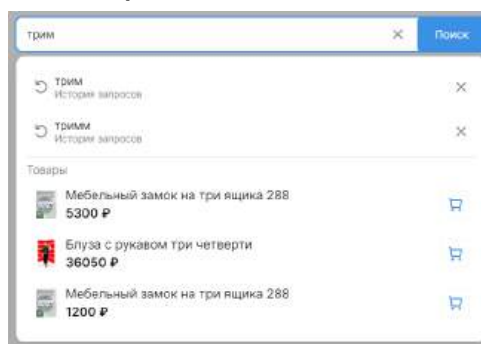 трим
Поиск
трим
История запросов
тримм
История запросов
Товары
Мебельный замок на три ящика 288
5300 ₽
Блуза с рукавом три четверти
36050 ₽
Мебельный замок на три ящика 288
1200 ₽